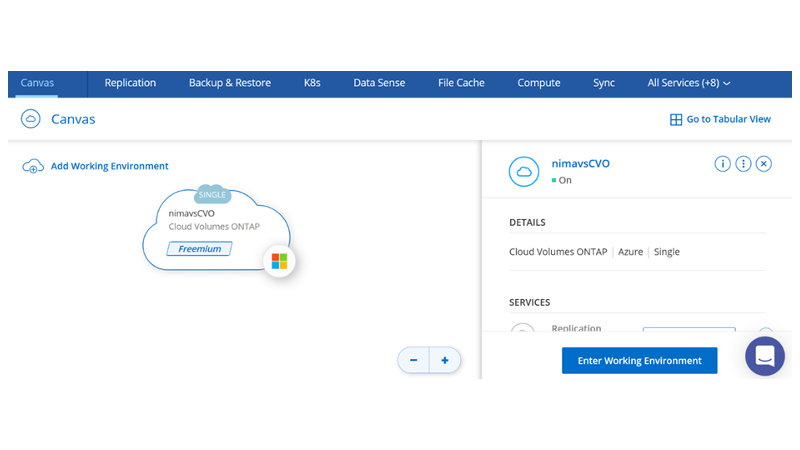 Canvas Replication Backup & Restore K8s Data Sense File Cache Compute Sync All Services (+8)
Canvas
Go to Tabular View
Add Working Environment
SINGLE
nimavsCVO
Cloud Volumes ONTAP
Freemium
nimavsCVO
On
DETAILS
Cloud Volumes ONTAP | Azure | Single
SERVICES
Replication
Enter Working Environment